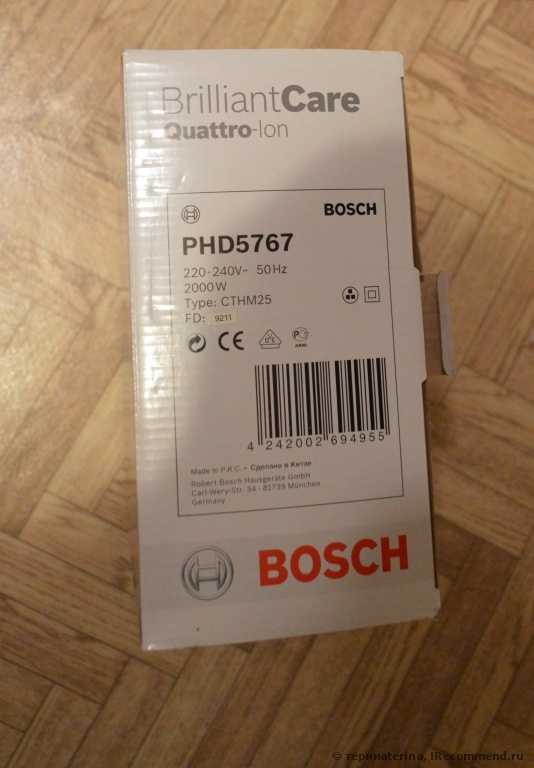 BrilliantCare
Quattro-Ion
BOSCH
PHD5767
220-240V~ 50Hz
2000W
Type: CTHM25
FD: 9211
CE
4 242002 694955
Made in P.R.C. • Сделано в Китае
Robert Bosch Hausgeräte GmbH
Carl-Wery-Str. 34 - 81739 München
Germany
BOSCH
© терминaterina, IRecommend.ru